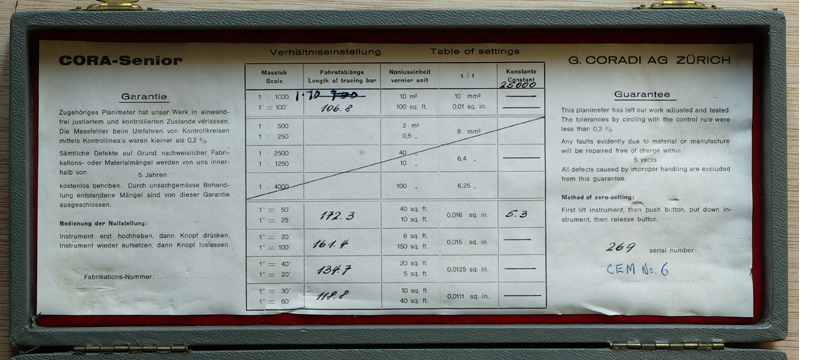 Verhältniseinstellung Table of settings
CORA-Senior
Garantie
Zugehöriges Planimeter hat unser Werk in einwand-
frei justiertem und kontrolliertem Zustande verlassen.
Die Messfehler beim Umfahren von Kontrollkreisen
mittels Kontrollineals waren kleiner als 0,2 %.
Sämtliche Defekte auf Grund nachweislicher Fabri-
kations- oder Materialmängel werden von uns inner-
halb von 5 Jahren
kostenlos behoben. Durch unsachgemässe Behand-
lung entstandene Mängel sind von dieser Garantie
ausgeschlossen.
Bedienung der Nullstellung:
Instrument erst hochheben, dann Knopf drücken,
Instrument wieder aufsetzen, dann Knopf loslassen.
Fabrikations-Nummer:
Masstab Fahrstablänge Noniuseinheit 1 : 1 Konstante
Scale Length of tracing bar vernier unit Constant
25000
1 : 1000 10 m² 10 mm²
1" = 100' 106.8 100 sq. ft. 0,01 sq. in.
1 : 500 2 m² 8 mm²
1 : 250 0,5 „
1 : 2500 40 „ 6,4 „
1 : 1250 10 „
1 : 4000 100 „ 6,25 „
1" = 50' 172.3 40 sq. ft. 0,016 sq. in. 5.3
1" = 25' 10 sq. ft.
1" = 20' 161.4 6 sq. ft. 0,015 sq. in.
1" = 100' 150 sq. ft.
1" = 40' 134.7 20 sq. ft. 0,0125 sq. in.
1" = 20' 5 sq. ft.
1" = 30' 118.8 10 sq. ft. 0,0111 sq. in.
1" = 60' 40 sq. ft.
G. CORADI AG ZÜRICH
Guarantee
This planimeter has left our work adjusted and tested.
The tolerances by circling with the control rule were
less than 0,2 %
Any faults evidently due to material or manufacture
will be repaired free of charge within
5 years
All defects caused by improper handling are excluded
from this guarantee.
Method of zero-setting:
First lift instrument, then push button, put down in-
strument, then release button.
269 serial number:
CEM No. 6